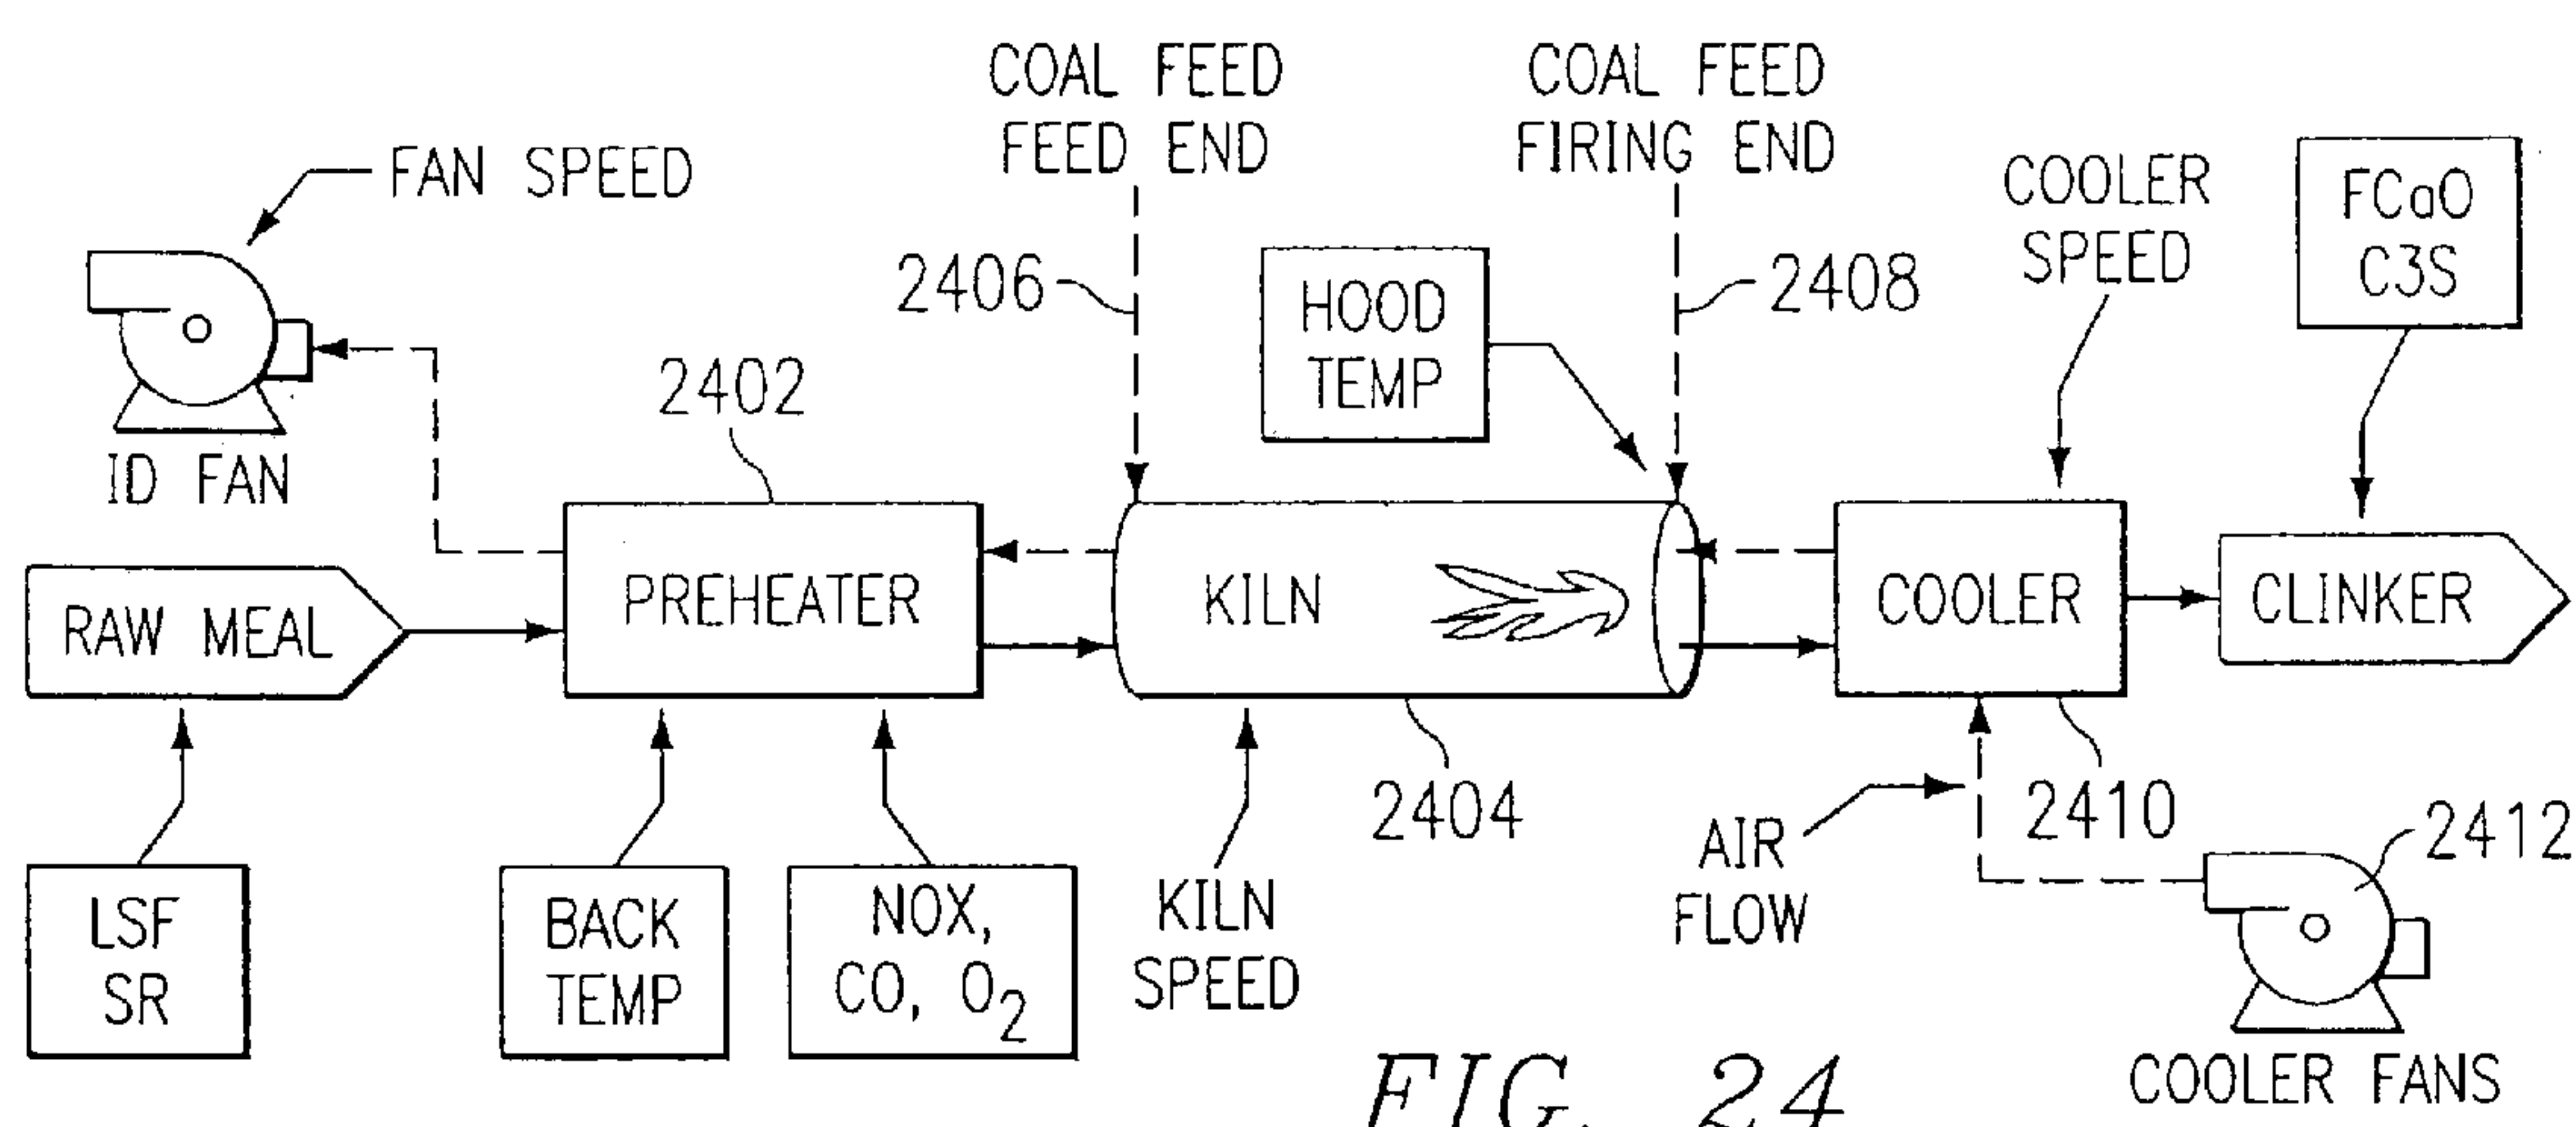 COAL FEED
FEED END
COAL FEED
FIRING END
FAN SPEED
COOLER
SPEED
FCaO
C3S
2406
HOOD
TEMP
2408
2402
ID FAN
RAW MEAL
PREHEATER
KILN
COOLER
CLINKER
2404
2410
AIR
FLOW
2412
LSF
SR
BACK
TEMP
NOX,
CO, O2
KILN
SPEED
COOLER FANS
FIG. 24